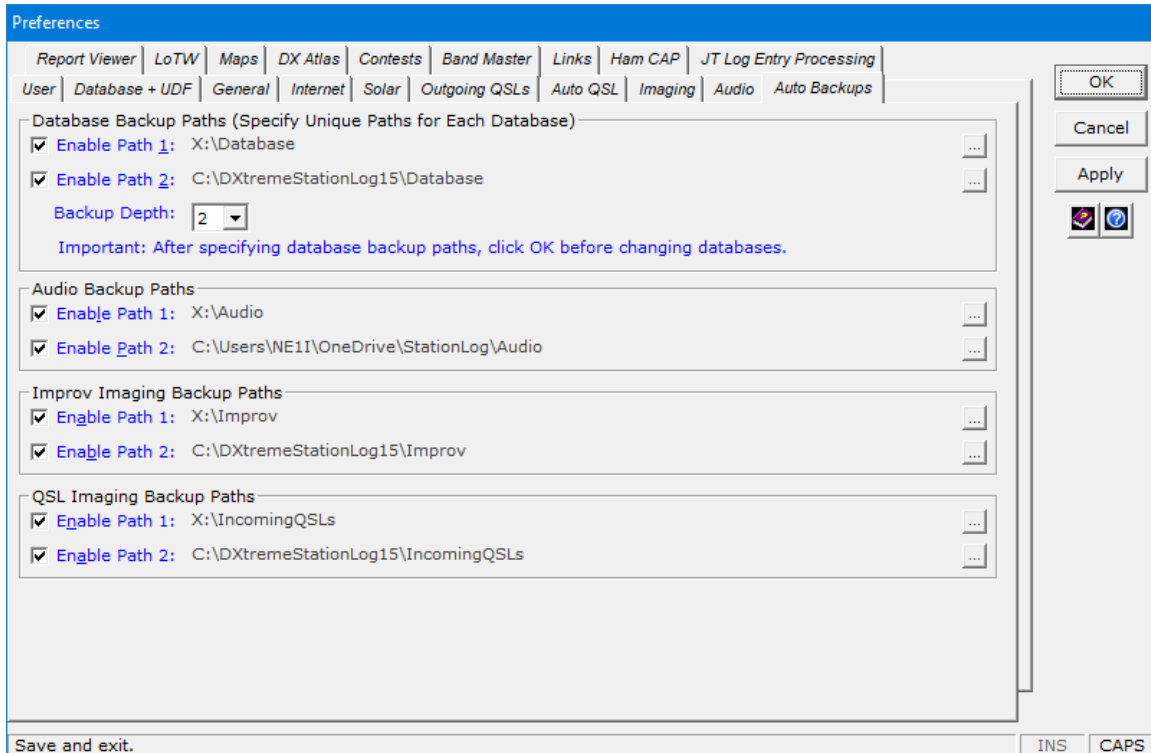 Preferences
Report Viewer LoTW Maps DX Atlas Contests Band Master Links Ham CAP JT Log Entry Processing
User Database + UDF General Internet Solar Outgoing QSLs Auto QSL Imaging Audio Auto Backups
OK
Cancel
Apply
Database Backup Paths (Specify Unique Paths for Each Database)
Enable Path 1: X:\Database ...
Enable Path 2: C:\DXtremeStationLog15\Database ...
Backup Depth: 2
Important: After specifying database backup paths, click OK before changing databases.
Audio Backup Paths
Enable Path 1: X:\Audio ...
Enable Path 2: C:\Users\NE1I\OneDrive\StationLog\Audio ...
Improv Imaging Backup Paths
Enable Path 1: X:\Improv ...
Enable Path 2: C:\DXtremeStationLog15\Improv ...
QSL Imaging Backup Paths
Enable Path 1: X:\IncomingQSLs ...
Enable Path 2: C:\DXtremeStationLog15\IncomingQSLs ...
Save and exit. INS CAPS